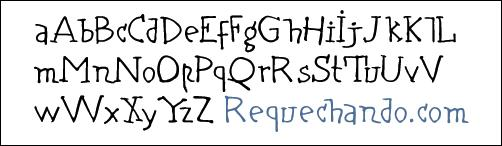 aAbBcCdDeEfFgGhHiIjJkKlL
mMnNoOpPqQrRsStTuUvV
wWxXyYzZ Requechando.com